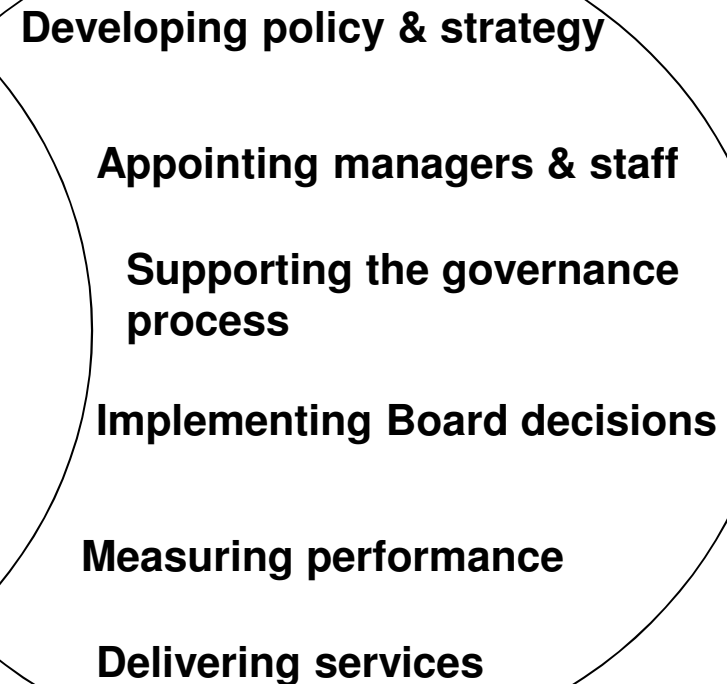 Developing policy & strategy
Appointing managers & staff
Supporting the governance
process
Implementing Board decisions
Measuring performance
Delivering services